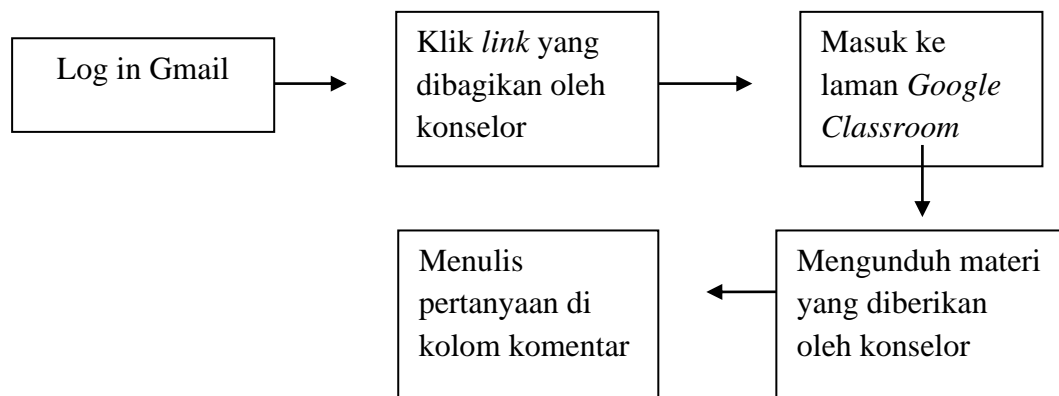 Log in Gmail
Klik link yang
dibagikan oleh
konselor
Masuk ke
laman Google
Classroom
Mengunduh materi
yang diberikan
oleh konselor
Menulis
pertanyaan di
kolom komentar